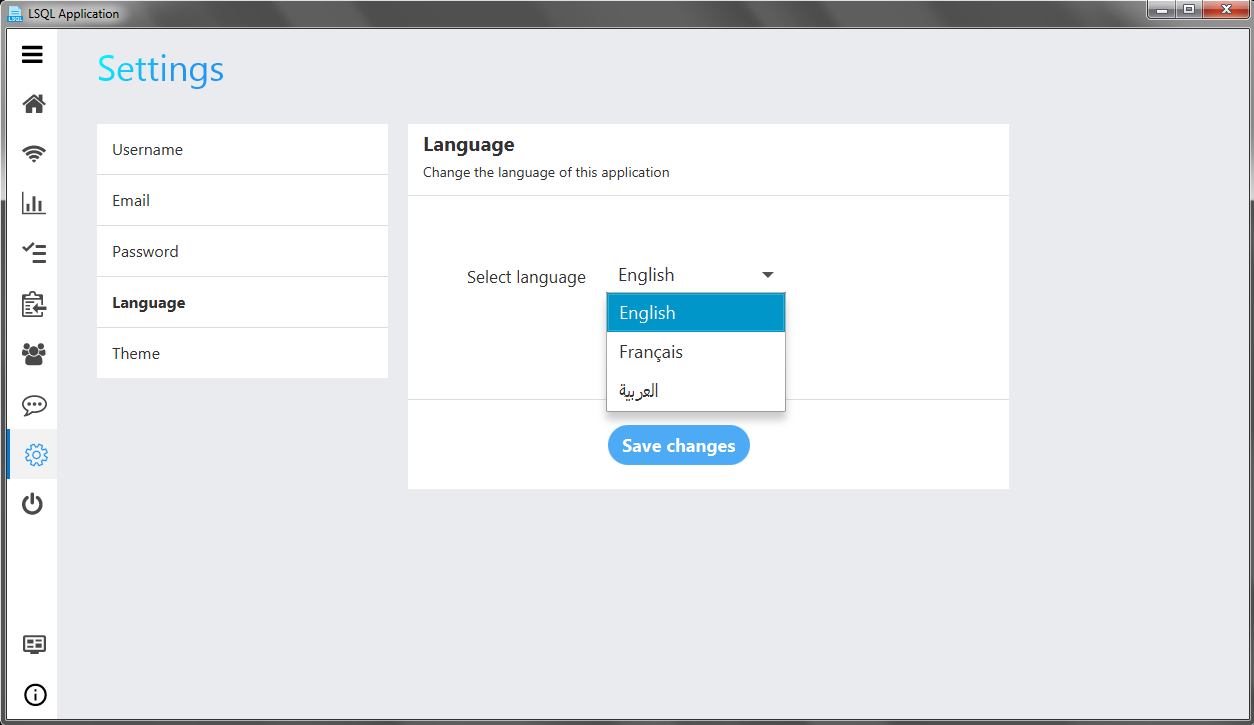 LSQL Application
Settings
Username
Email
Password
Language
Theme
Language
Change the language of this application
Select language
English
English
Français
العربية
Save changes